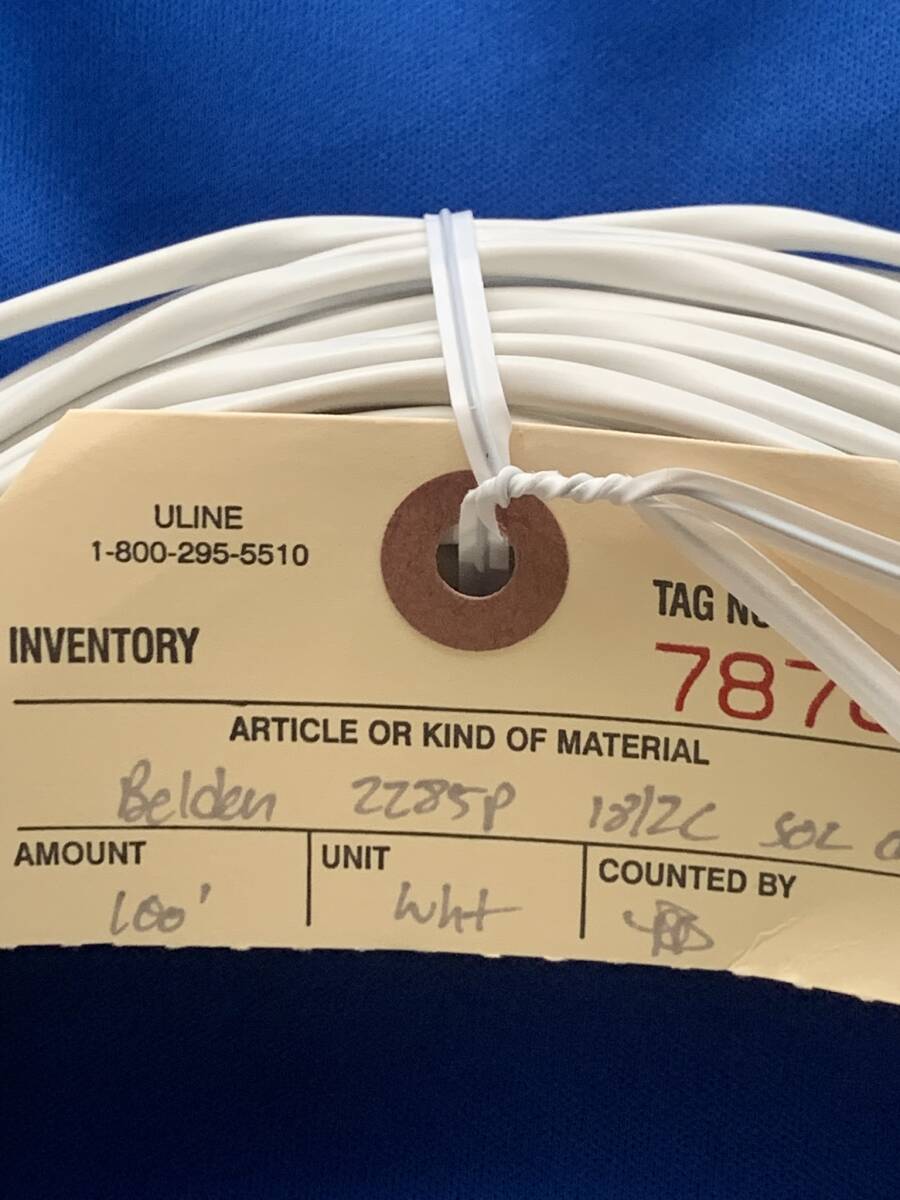 ULINE
1-800-295-5510
TAG
INVENTORY
787
ARTICLE OR KIND OF MATERIAL
Belden 2285P 18/2C SOL
AMOUNT UNIT COUNTED BY
100' Wht